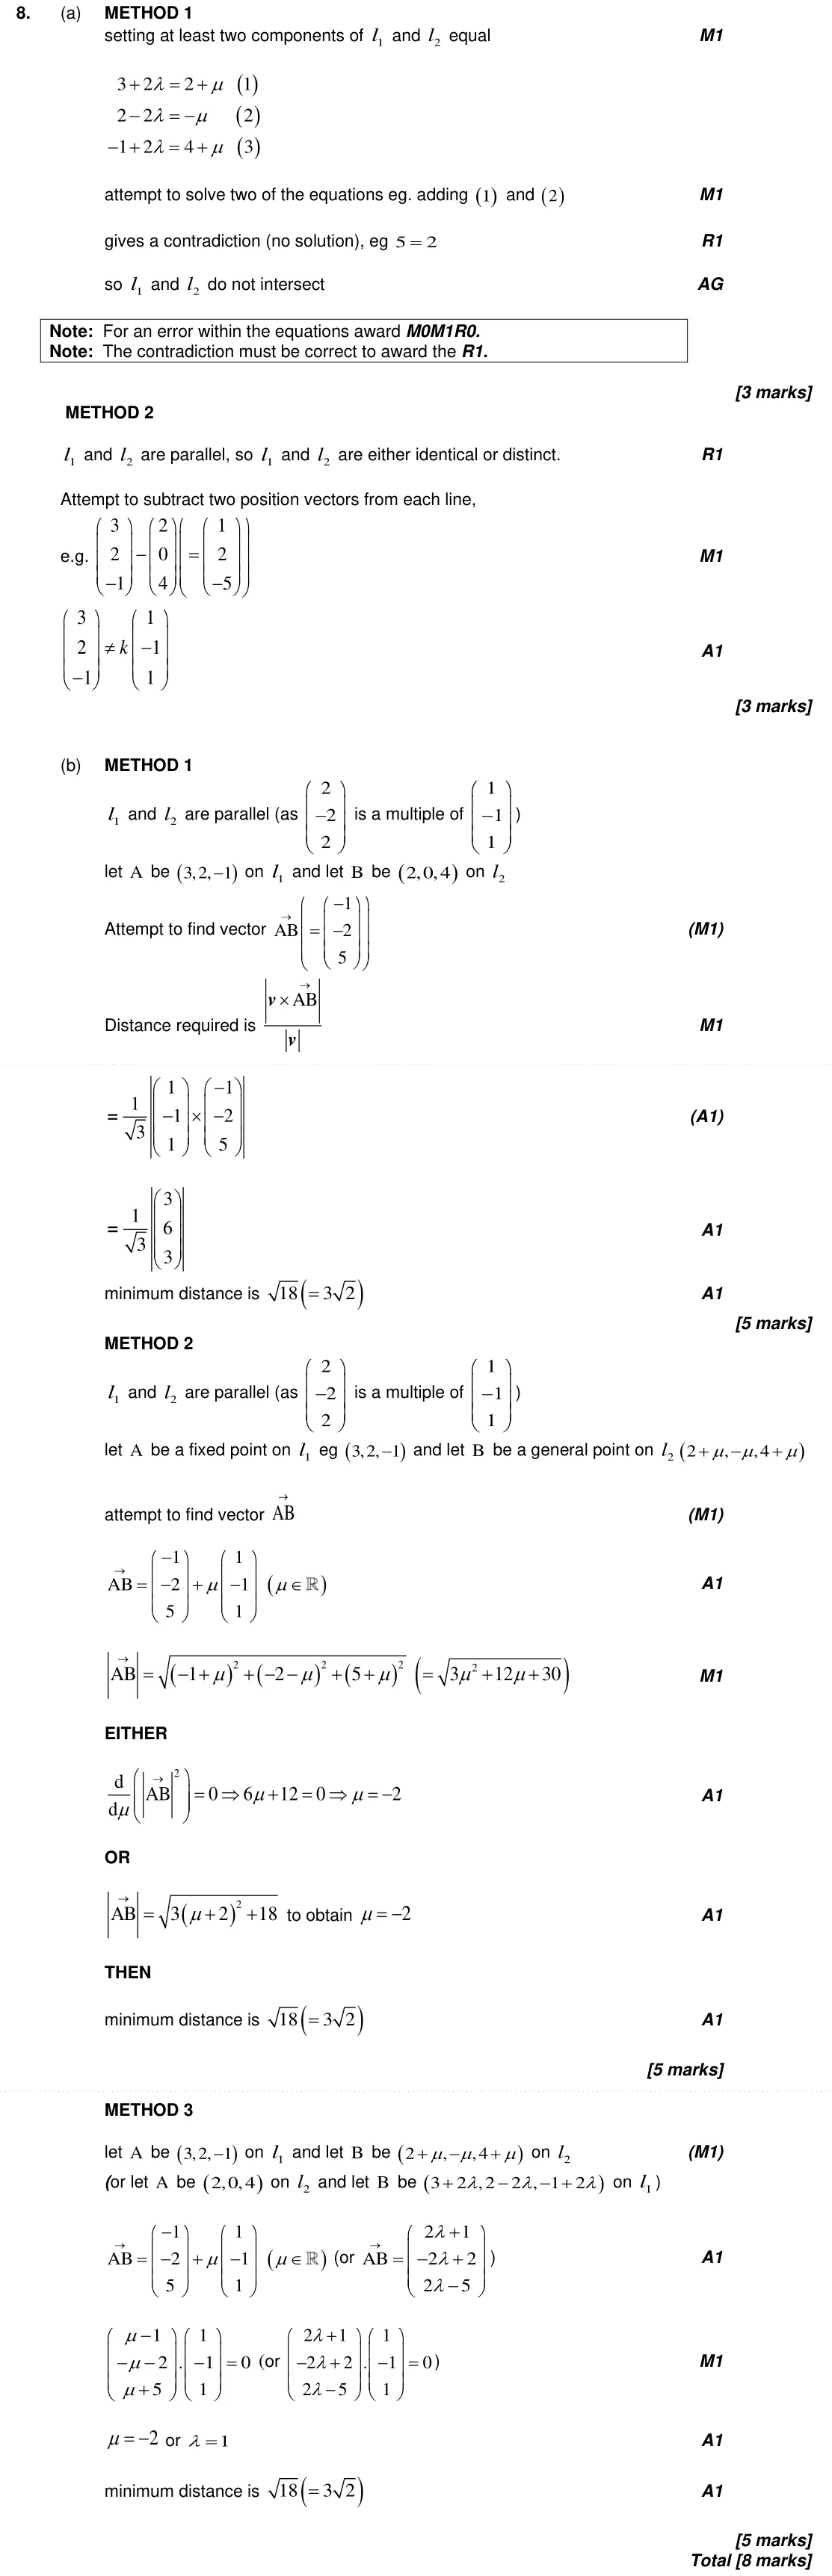 8. (a) METHOD 1
setting at least two components of l₁ and l₂ equal M1
3+2λ=2+μ (1)
2−2λ=−μ (2)
−1+2λ=4+μ (3)
attempt to solve two of the equations eg. adding (1) and (2) M1
gives a contradiction (no solution), eg 5=2 R1
so l₁ and l₂ do not intersect AG
Note: For an error within the equations award M0M1R0.
Note: The contradiction must be correct to award the R1.
[3 marks]
METHOD 2
l₁ and l₂ are parallel, so l₁ and l₂ are either identical or distinct. R1
Attempt to subtract two position vectors from each line,
e.g. (3, 2, −1) − (2, 0, 4) (= (1, 2, −5)) M1
(3, 2, −1) ≠ k (1, −1, 1) A1
[3 marks]
(b) METHOD 1
l₁ and l₂ are parallel (as (2, −2, 2) is a multiple of (1, −1, 1))
let A be (3,2,−1) on l₁ and let B be (2,0,4) on l₂
Attempt to find vector AB→ (= (−1, −2, 5)) (M1)
Distance required is |v × AB→| / |v| M1
= 1/√3 |(1, −1, 1) × (−1, −2, 5)| (A1)
= 1/√3 |(3, 6, 3)| A1
minimum distance is √18 (=3√2) A1
[5 marks]
METHOD 2
l₁ and l₂ are parallel (as (2, −2, 2) is a multiple of (1, −1, 1))
let A be a fixed point on l₁ eg (3,2,−1) and let B be a general point on l₂ (2+μ,−μ,4+μ)
attempt to find vector AB→ (M1)
AB→ = (−1, −2, 5) + μ (1, −1, 1) (μ∈ℝ) A1
|AB→| = √((−1+μ)²+(−2−μ)²+(5+μ)²) (=√(3μ²+12μ+30)) M1
EITHER
d/dμ (|AB→|²) = 0 ⇒ 6μ+12=0 ⇒ μ=−2 A1
OR
|AB→| = √(3(μ+2)²+18) to obtain μ=−2 A1
THEN
minimum distance is √18 (=3√2) A1
[5 marks]
METHOD 3
let A be (3,2,−1) on l₁ and let B be (2+μ,−μ,4+μ) on l₂ (M1)
(or let A be (2,0,4) on l₂ and let B be (3+2λ,2−2λ,−1+2λ) on l₁)
AB→ = (−1, −2, 5) + μ (1, −1, 1) (μ∈ℝ) (or AB→ = (2λ+1, −2λ+2, 2λ−5)) A1
(μ−1, −μ−2, μ+5) . (1, −1, 1) = 0 (or (2λ+1, −2λ+2, 2λ−5) . (1, −1, 1) = 0) M1
μ=−2 or λ=1 A1
minimum distance is √18 (=3√2) A1
[5 marks]
Total [8 marks]